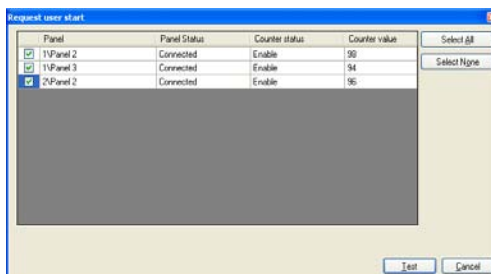 Request user start
Panel Panel Status Counter status Counter value
1\Panel 2 Connected Enable 98
1\Panel 3 Connected Enable 94
2\Panel 2 Connected Enable 96
Select All
Select None
Test Cancel